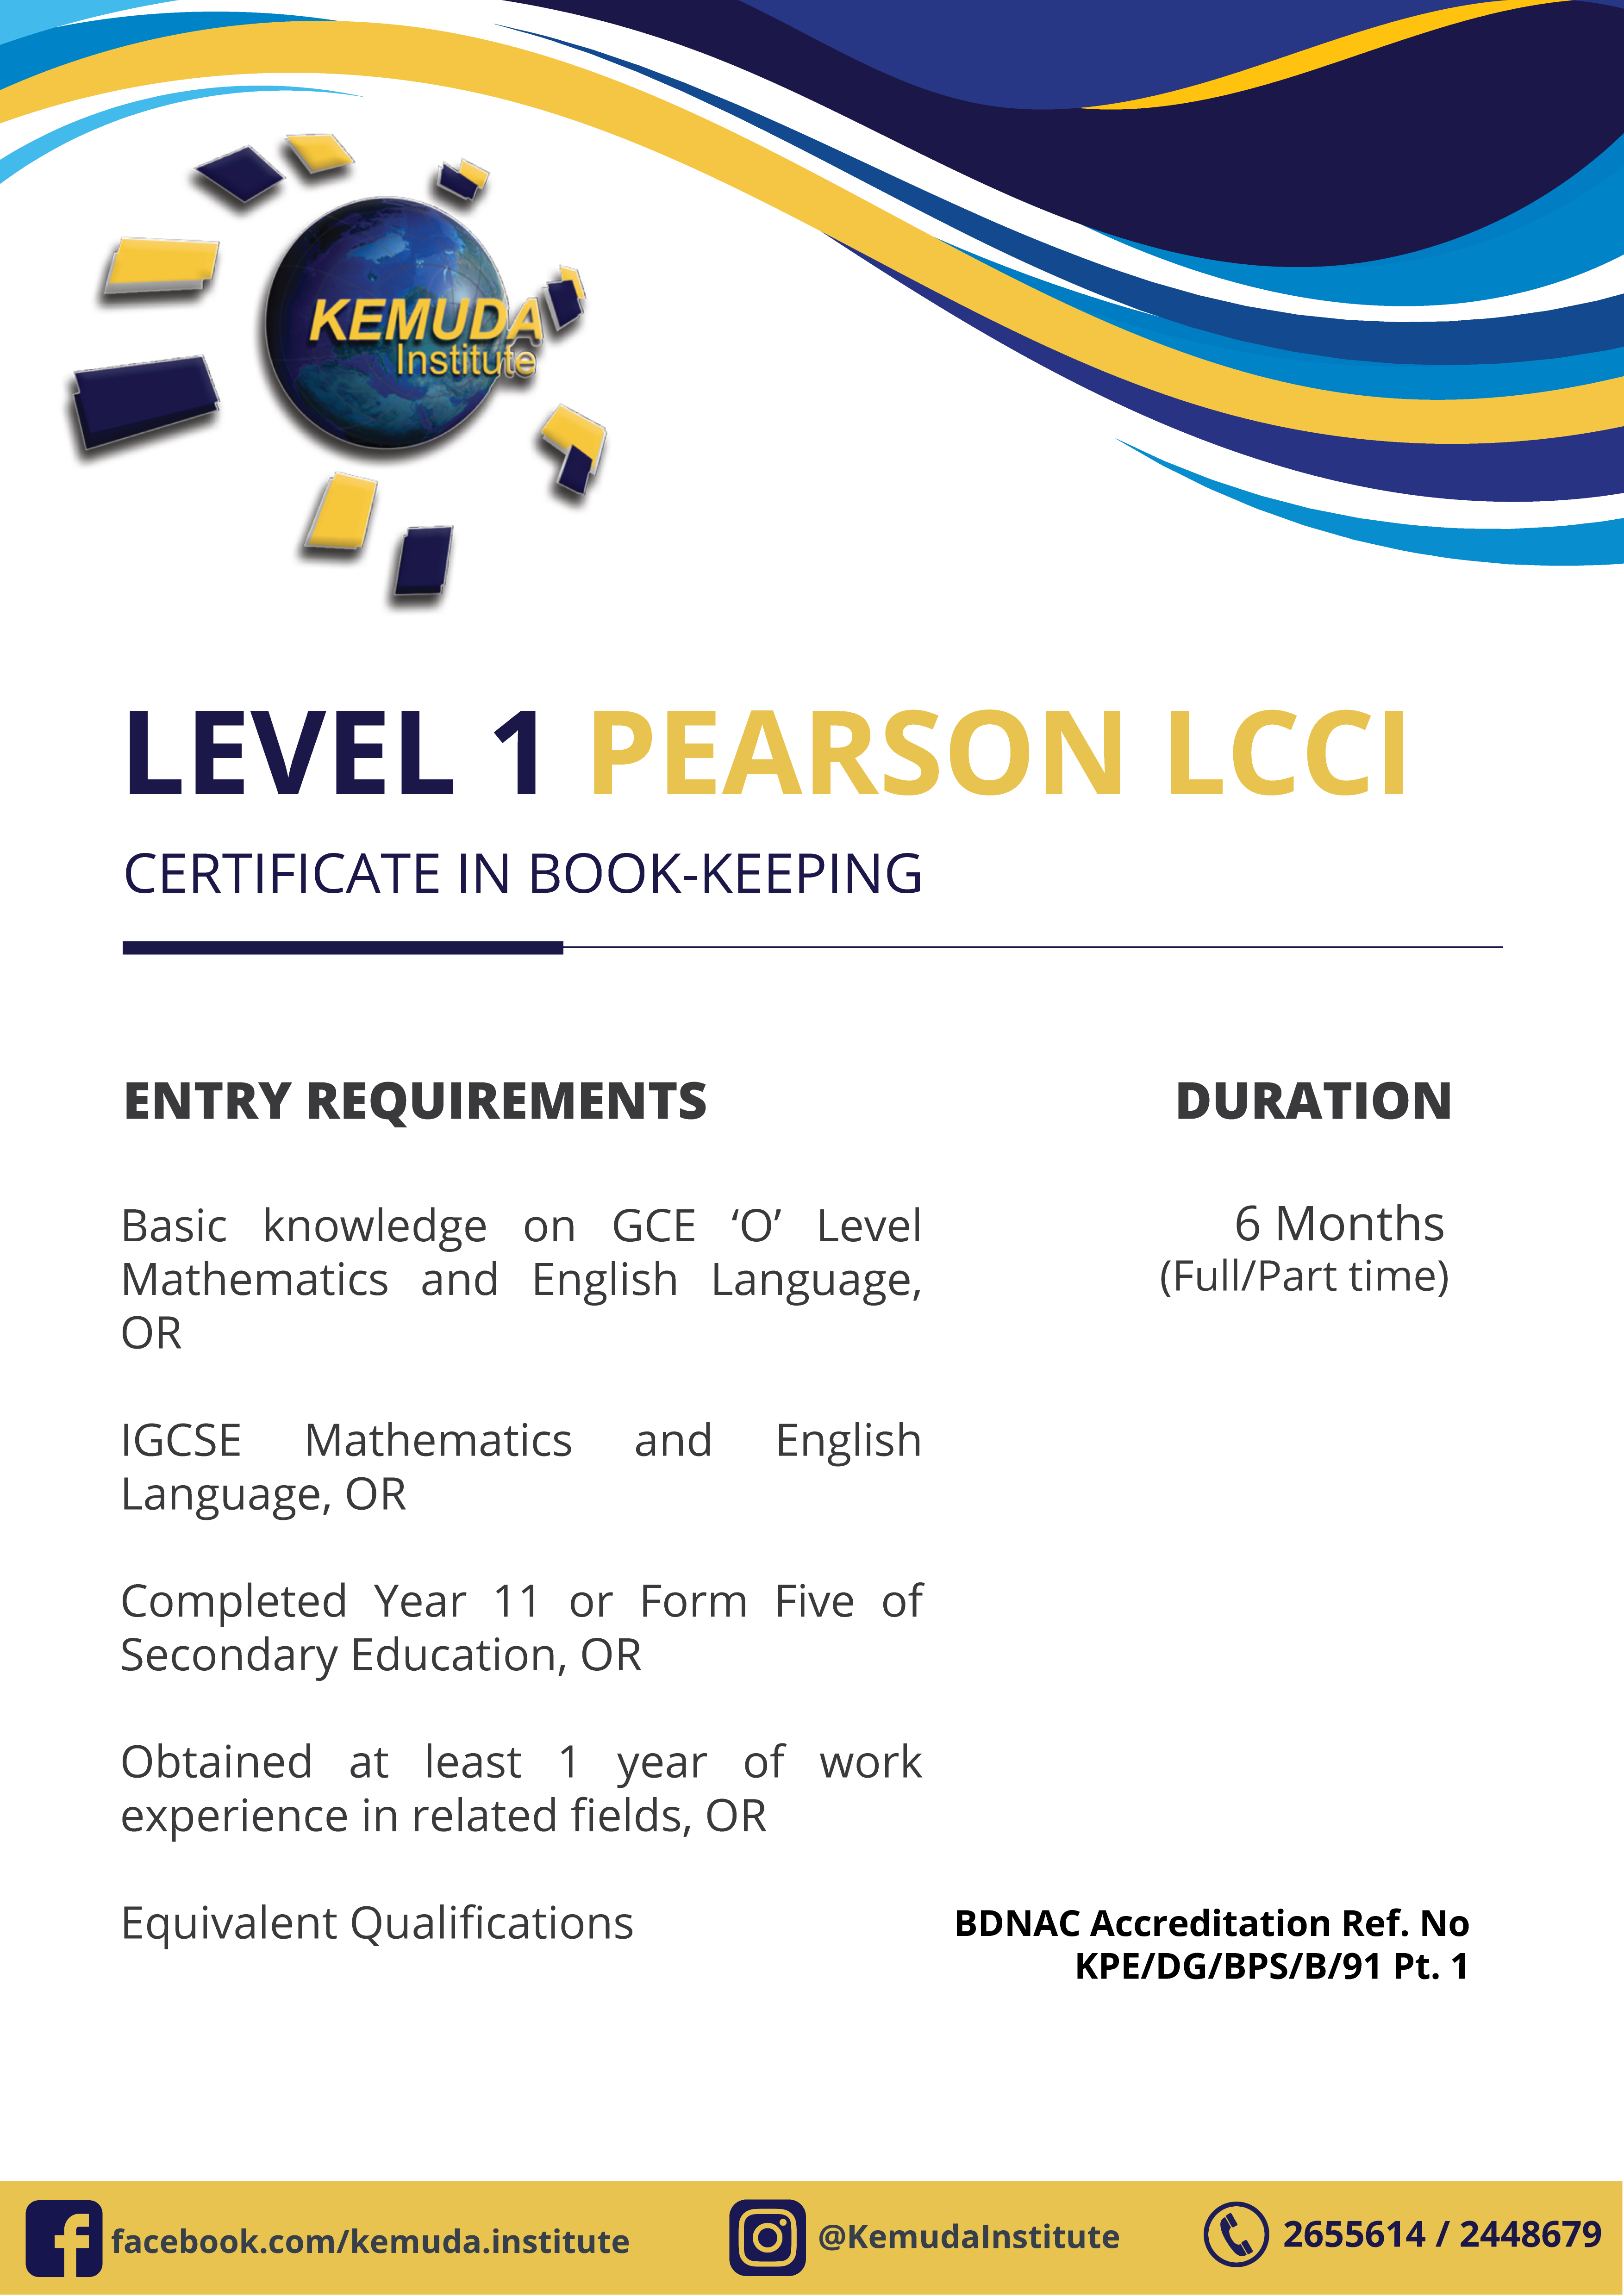 KEMUDA
Institute
LEVEL 1 PEARSON LCCI
CERTIFICATE IN BOOK-KEEPING
ENTRY REQUIREMENTS
Basic knowledge on GCE ‘O’ Level
Mathematics and English Language,
OR
IGCSE Mathematics and English
Language, OR
Completed Year 11 or Form Five of
Secondary Education, OR
Obtained at least 1 year of work
experience in related fields, OR
Equivalent Qualifications
DURATION
6 Months
(Full/Part time)
BDNAC Accreditation Ref. No
KPE/DG/BPS/B/91 Pt. 1
facebook.com/kemuda.institute
@KemudaInstitute
2655614 / 2448679